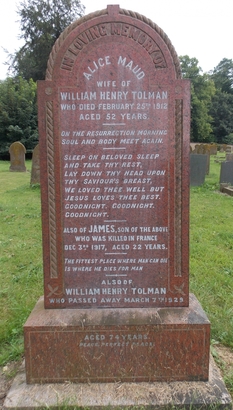 IN LOVING MEMORY OF
ALICE MAUD
WIFE OF
WILLIAM HENRY TOLMAN
WHO DIED FEBRUARY 25TH 1912
AGED 52 YEARS.
ON THE RESURRECTION MORNING
SOUL AND BODY MEET AGAIN.
SLEEP ON BELOVED SLEEP
AND TAKE THY REST,
LAY DOWN THY HEAD UPON
THY SAVIOUR'S BREAST,
WE LOVED THEE WELL BUT
JESUS LOVES THEE BEST.
GOODNIGHT. GOODNIGHT.
GOODNIGHT.
ALSO OF JAMES, SON OF THE ABOVE
WHO WAS KILLED IN FRANCE
DEC. 3RD 1917, AGED 22 YEARS.
THE FITTEST PLACE WHERE MAN CAN DIE
IS WHERE HE DIES FOR MAN
ALSO OF
WILLIAM HENRY TOLMAN
WHO PASSED AWAY MARCH 2ND 1929
AGED 74 YEARS.
PEACE, PERFECT PEACE.